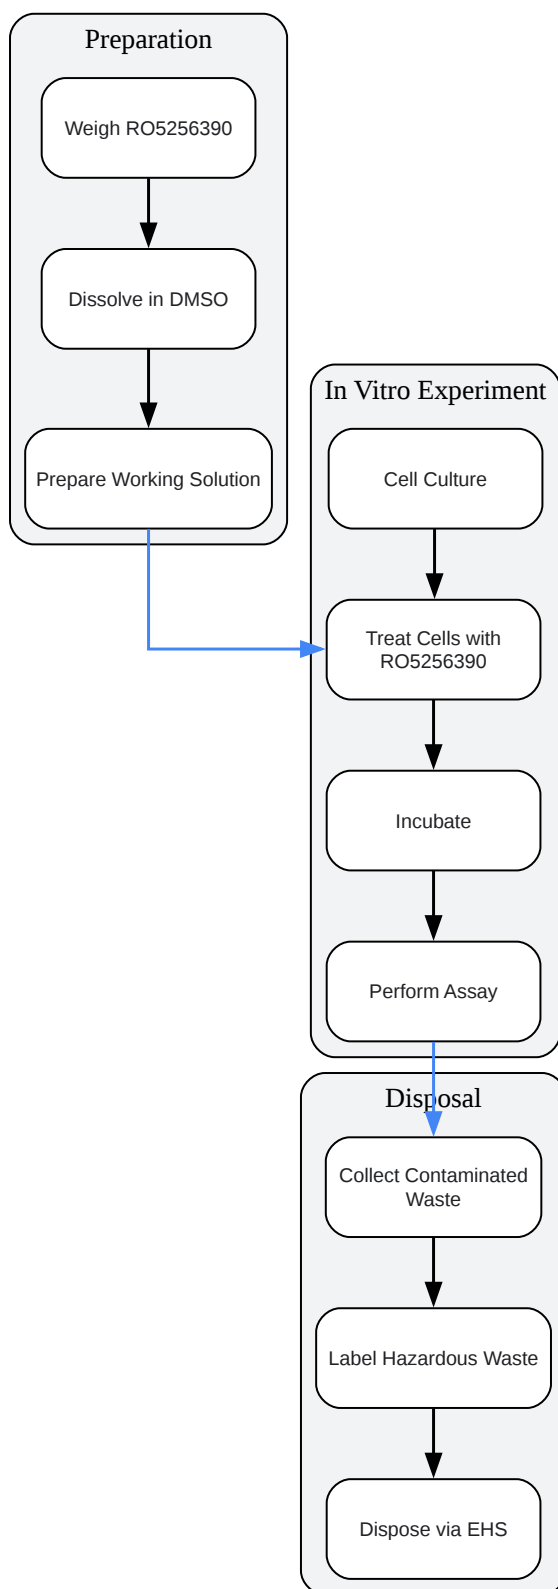 Preparation
Weigh RO5256390
Dissolve in DMSO
Prepare Working Solution
In Vitro Experiment
Cell Culture
Treat Cells with
RO5256390
Incubate
Perform Assay
Disposal
Collect Contaminated
Waste
Label Hazardous Waste
Dispose via EHS